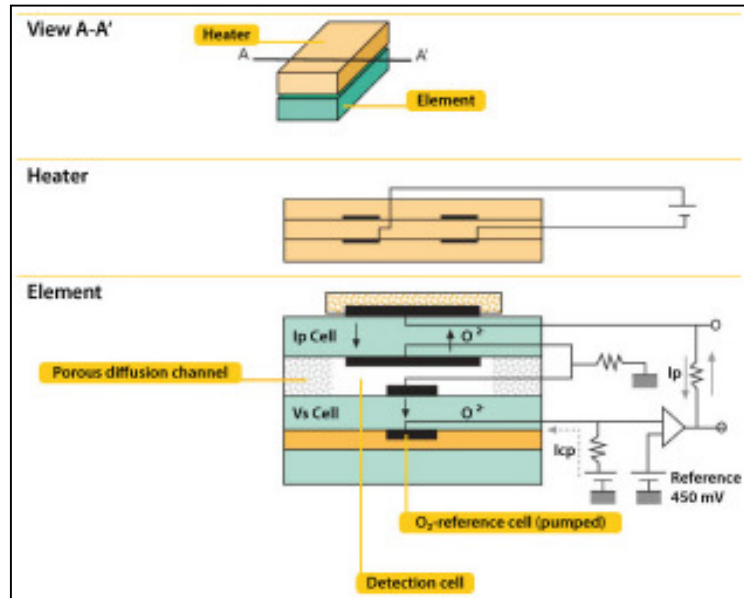 View A-A'
Heater
A
A'
Element
Heater
Element
Ip Cell
O²⁻
Porous diffusion channel
Ip
Vs Cell
O²⁻
Icp
Reference
450 mV
O₂-reference cell (pumped)
Detection cell